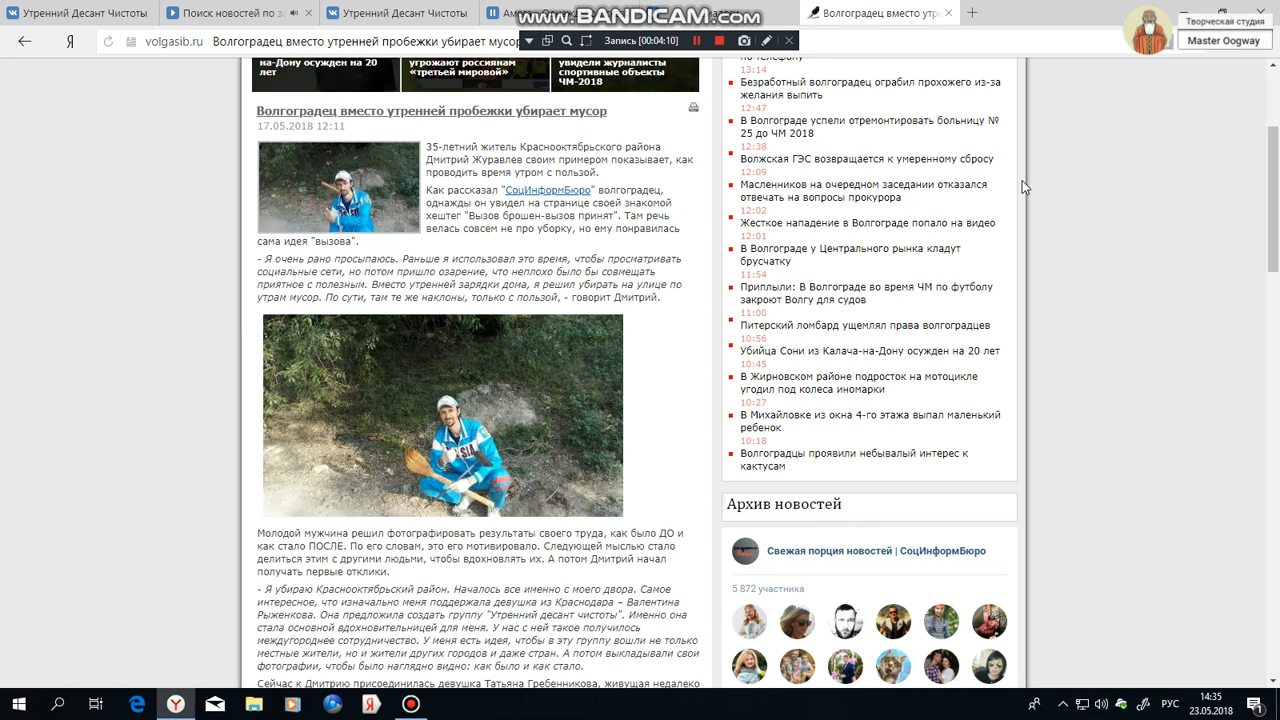 Утренний Десант Чистоты
Поиск новостей по з
Утренний Десант Чистоты
Волгоградец вместо утре
www.BANDICAM.com
volgasib.ru Волгоградец вместо утренней пробежки убирает мусор
Запись [00:04:10]
Творческая студия
Master Oogway
на-Дону осужден на 20
лет
угрожают россиянам
«третьей мировой»
увидели журналисты
спортивные объекты
ЧМ-2018
Волгоградец вместо утренней пробежки убирает мусор
17.05.2018 12:11
35-летний житель Краснооктябрьского района
Дмитрий Журавлев своим примером показывает, как
проводить время утром с пользой.
Как рассказал "СоцИнформБюро" волгоградец,
однажды он увидел на странице своей знакомой
хештег "Вызов брошен-вызов принят". Там речь
велась совсем не про уборку, но ему понравилась
сама идея "вызова".
- Я очень рано просыпаюсь. Раньше я использовал это время, чтобы просматривать
социальные сети, но потом пришло озарение, что неплохо было бы совмещать
приятное с полезным. Вместо утренней зарядки дома, я решил убирать на улице по
утрам мусор. По сути, там те же наклоны, только с пользой, - говорит Дмитрий.
Молодой мужчина решил фотографировать результаты своего труда, как было ДО и
как стало ПОСЛЕ. По его словам, это его мотивировало. Следующей мыслью стало
делиться этим с другими людьми, чтобы вдохновлять их. А потом Дмитрий начал
получать первые отклики.
- Я убираю Краснооктябрьский район. Началось все именно с моего двора. Самое
интересное, что изначально меня поддержала девушка из Краснодара – Валентина
Рыженкова. Она предложила создать группу "Утренний десант чистоты". Именно она
стала основной вдохновительницей для меня. У нас с ней такое получилось
междугороднее сотрудничество. У меня есть идея, чтобы в эту группу вошли не только
местные жители, но и жители других городов и даже стран. А потом выкладывали свои
фотографии, чтобы было наглядно видно: как было и как стало.
Сейчас к Дмитрию присоединилась девушка Татьяна Гребенникова, живущая недалеко
по телефону
13:14
Безработный волгоградец ограбил прохожего из-за
желания выпить
12:47
В Волгограде успели отремонтировать больницу №
25 до ЧМ 2018
12:38
Волжская ГЭС возвращается к умеренному сбросу
12:09
Масленников на очередном заседании отказался
отвечать на вопросы прокурора
12:02
Жесткое нападение в Волгограде попало на видео
12:01
В Волгограде у Центрального рынка кладут
брусчатку
11:54
Приплыли: В Волгограде во время ЧМ по футболу
закроют Волгу для судов
11:00
Питерский ломбард ущемлял права волгоградцев
10:56
Убийца Сони из Калача-на-Дону осужден на 20 лет
10:45
В Жирновском районе подросток на мотоцикле
угодил под колеса иномарки
10:27
В Михайловке из окна 4-го этажа выпал маленький
ребенок
10:18
Волгоградцы проявили небывалый интерес к
кактусам
Архив новостей
Свежая порция новостей | СоцИнформБюро
5 872 участника
РУС
14:35
23.05.2018